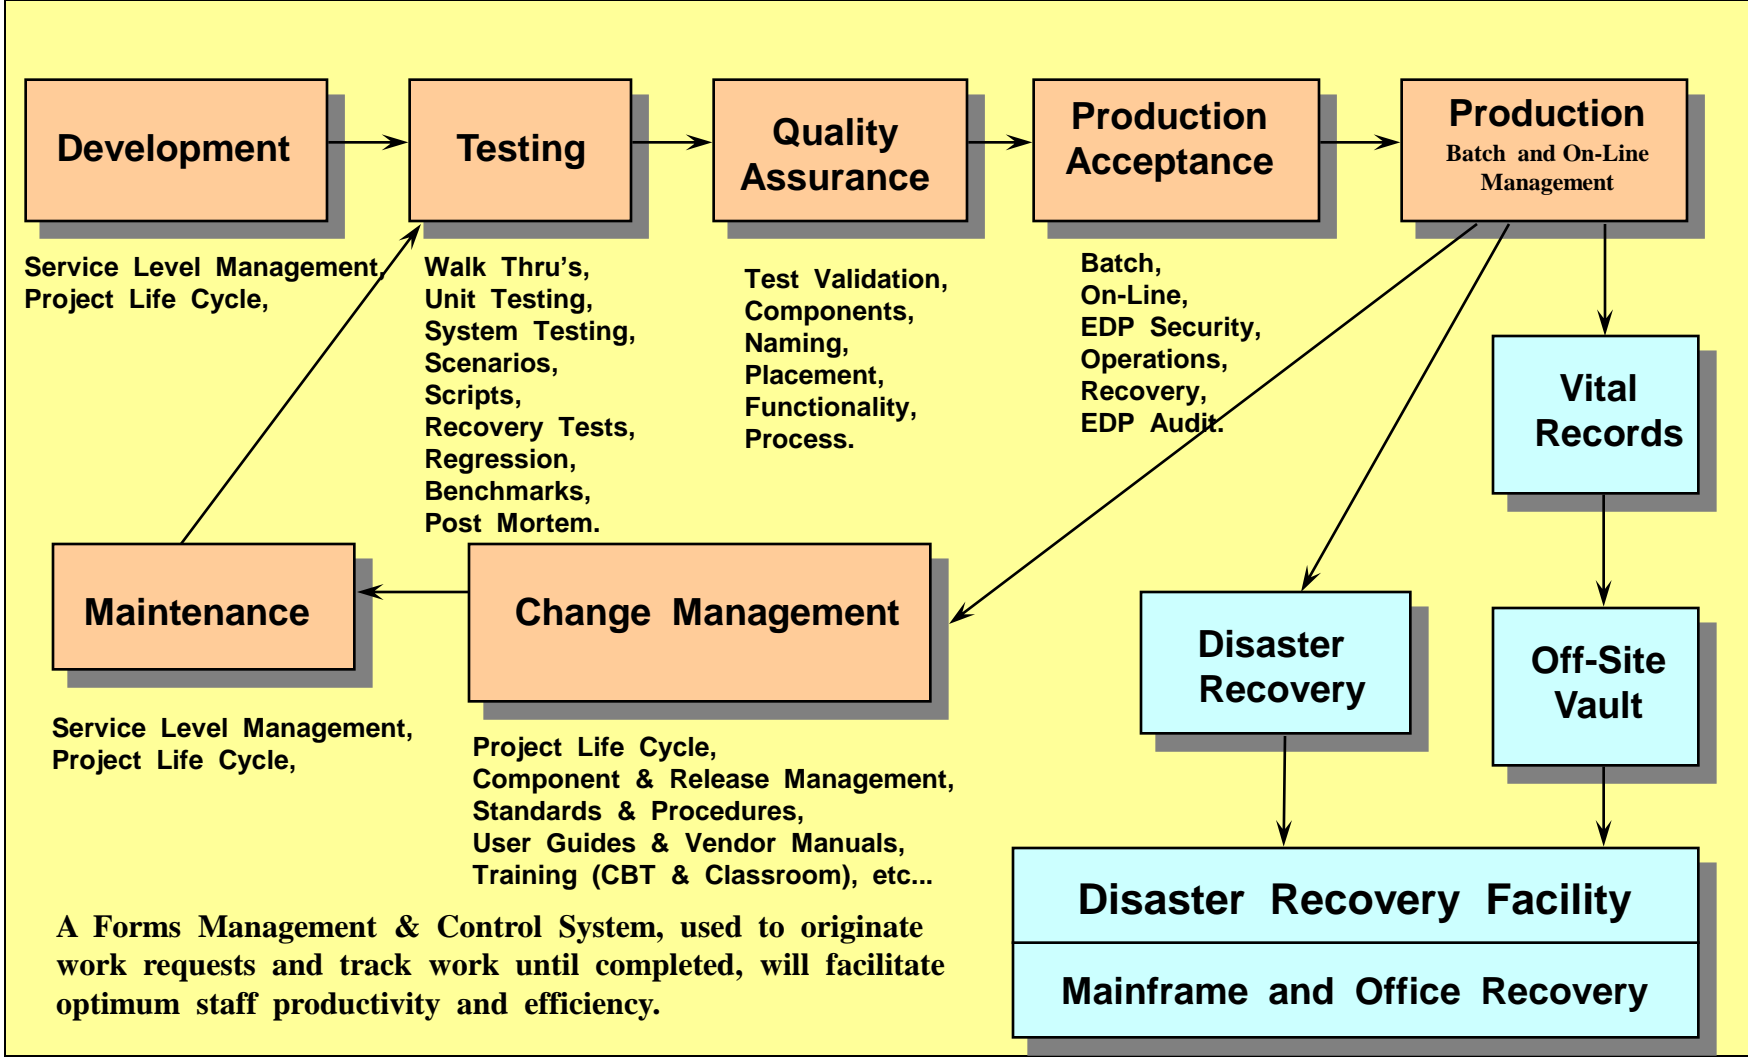 Development
Testing
Quality
Assurance
Production
Acceptance
Production
Batch and On-Line
Management
Service Level Management,
Project Life Cycle,
Walk Thru's,
Unit Testing,
System Testing,
Scenarios,
Scripts,
Recovery Tests,
Regression,
Benchmarks,
Post Mortem.
Test Validation,
Components,
Naming,
Placement,
Functionality,
Process.
Batch,
On-Line,
EDP Security,
Operations,
Recovery,
EDP Audit.
Vital
Records
Maintenance
Change Management
Disaster
Recovery
Off-Site
Vault
Service Level Management,
Project Life Cycle,
Project Life Cycle,
Component & Release Management,
Standards & Procedures,
User Guides & Vendor Manuals,
Training (CBT & Classroom), etc...
Disaster Recovery Facility
Mainframe and Office Recovery
A Forms Management & Control System, used to originate
work requests and track work until completed, will facilitate
optimum staff productivity and efficiency.